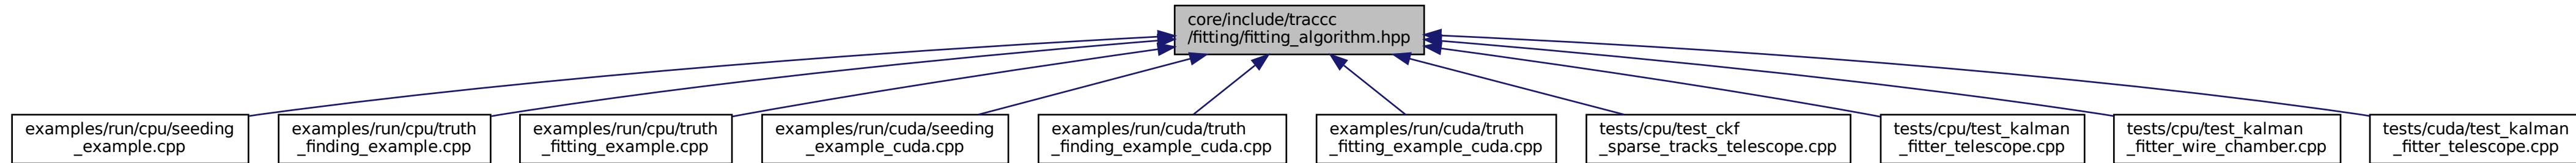 core/include/traccc
/fitting/fitting_algorithm.hpp
examples/run/cpu/seeding
_example.cpp
examples/run/cpu/truth
_finding_example.cpp
examples/run/cpu/truth
_fitting_example.cpp
examples/run/cuda/seeding
_example_cuda.cpp
examples/run/cuda/truth
_finding_example_cuda.cpp
examples/run/cuda/truth
_fitting_example_cuda.cpp
tests/cpu/test_ckf
_sparse_tracks_telescope.cpp
tests/cpu/test_kalman
_fitter_telescope.cpp
tests/cpu/test_kalman
_fitter_wire_chamber.cpp
tests/cuda/test_kalman
_fitter_telescope.cpp